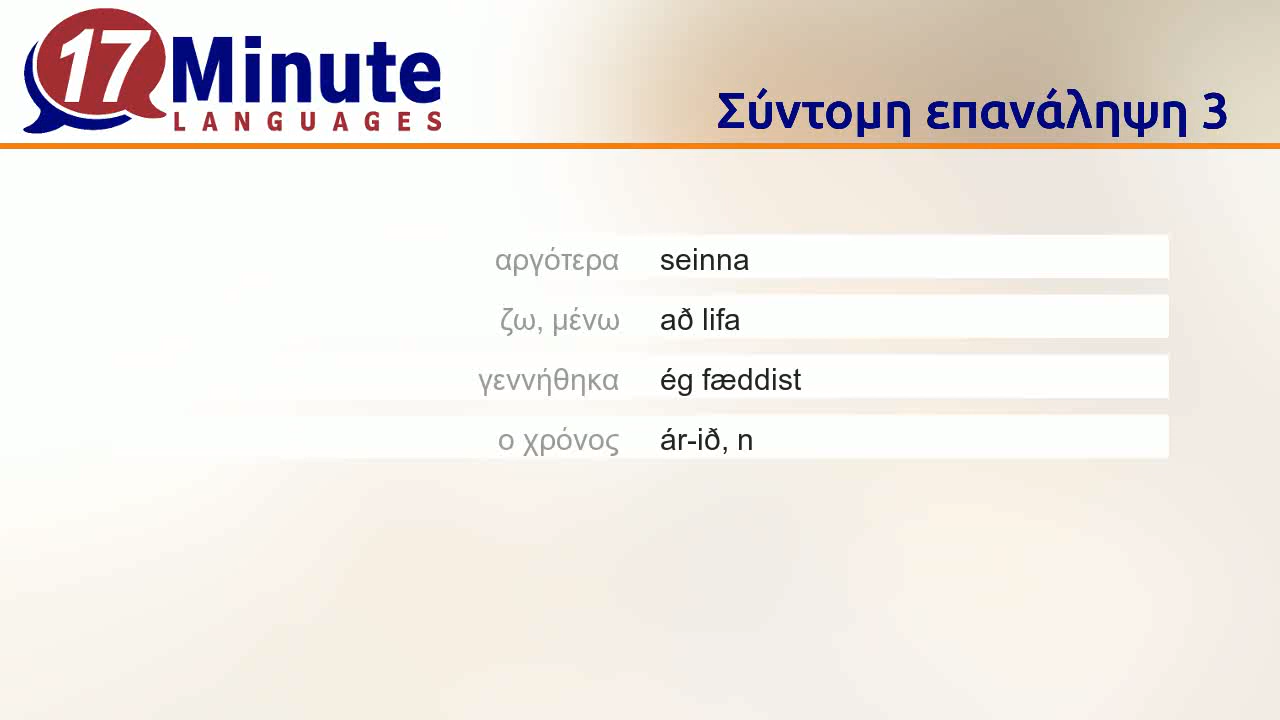 17 Minute
LANGUAGES
Σύντομη επανάληψη 3
αργότερα seinna
ζω, μένω að lifa
γεννήθηκα ég fæddist
ο χρόνος ár-ið, n